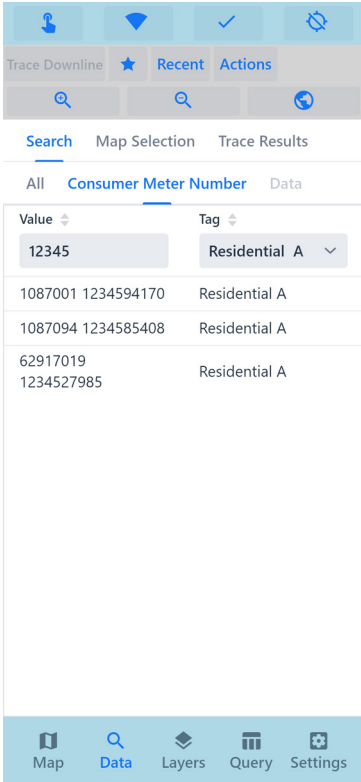 Trace Downline Recent Actions
Search Map Selection Trace Results
All Consumer Meter Number Data
Value Tag
12345 Residential A
1087001 1234594170 Residential A
1087094 1234585408 Residential A
62917019
1234527985 Residential A
Map Data Layers Query Settings